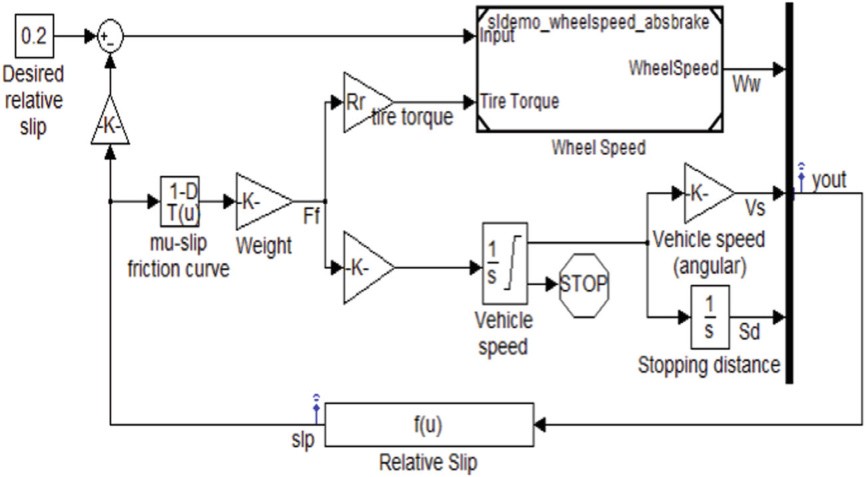 0.2
Desired
relative
slip
+
-
-K-
sldemo_wheelspeed_absbrake
Input
WheelSpeed
Tire Torque
Wheel Speed
Ww
Rr
tire torque
1-D
T(u)
mu-slip
friction curve
-K-
Weight
Ff
-K-
1
s
Vehicle
speed
STOP
-K-
Vs
Vehicle speed
(angular)
1
s
Sd
Stopping distance
yout
f(u)
slp
Relative Slip